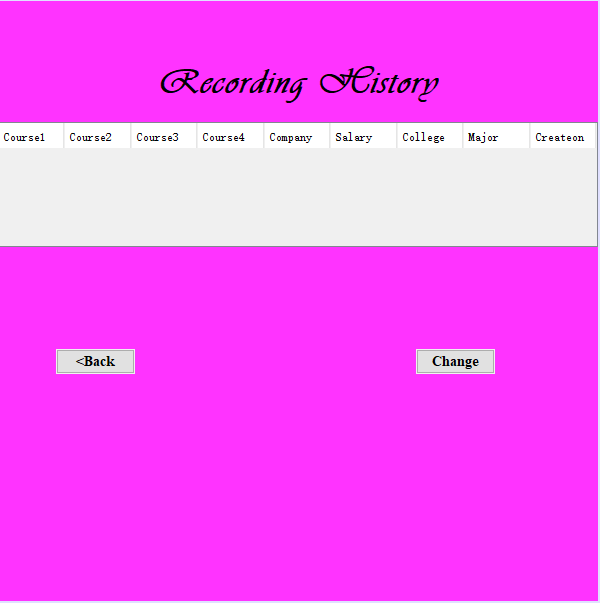 Recording History
Course1 Course2 Course3 Course4 Company Salary College Major Createon
<Back Change